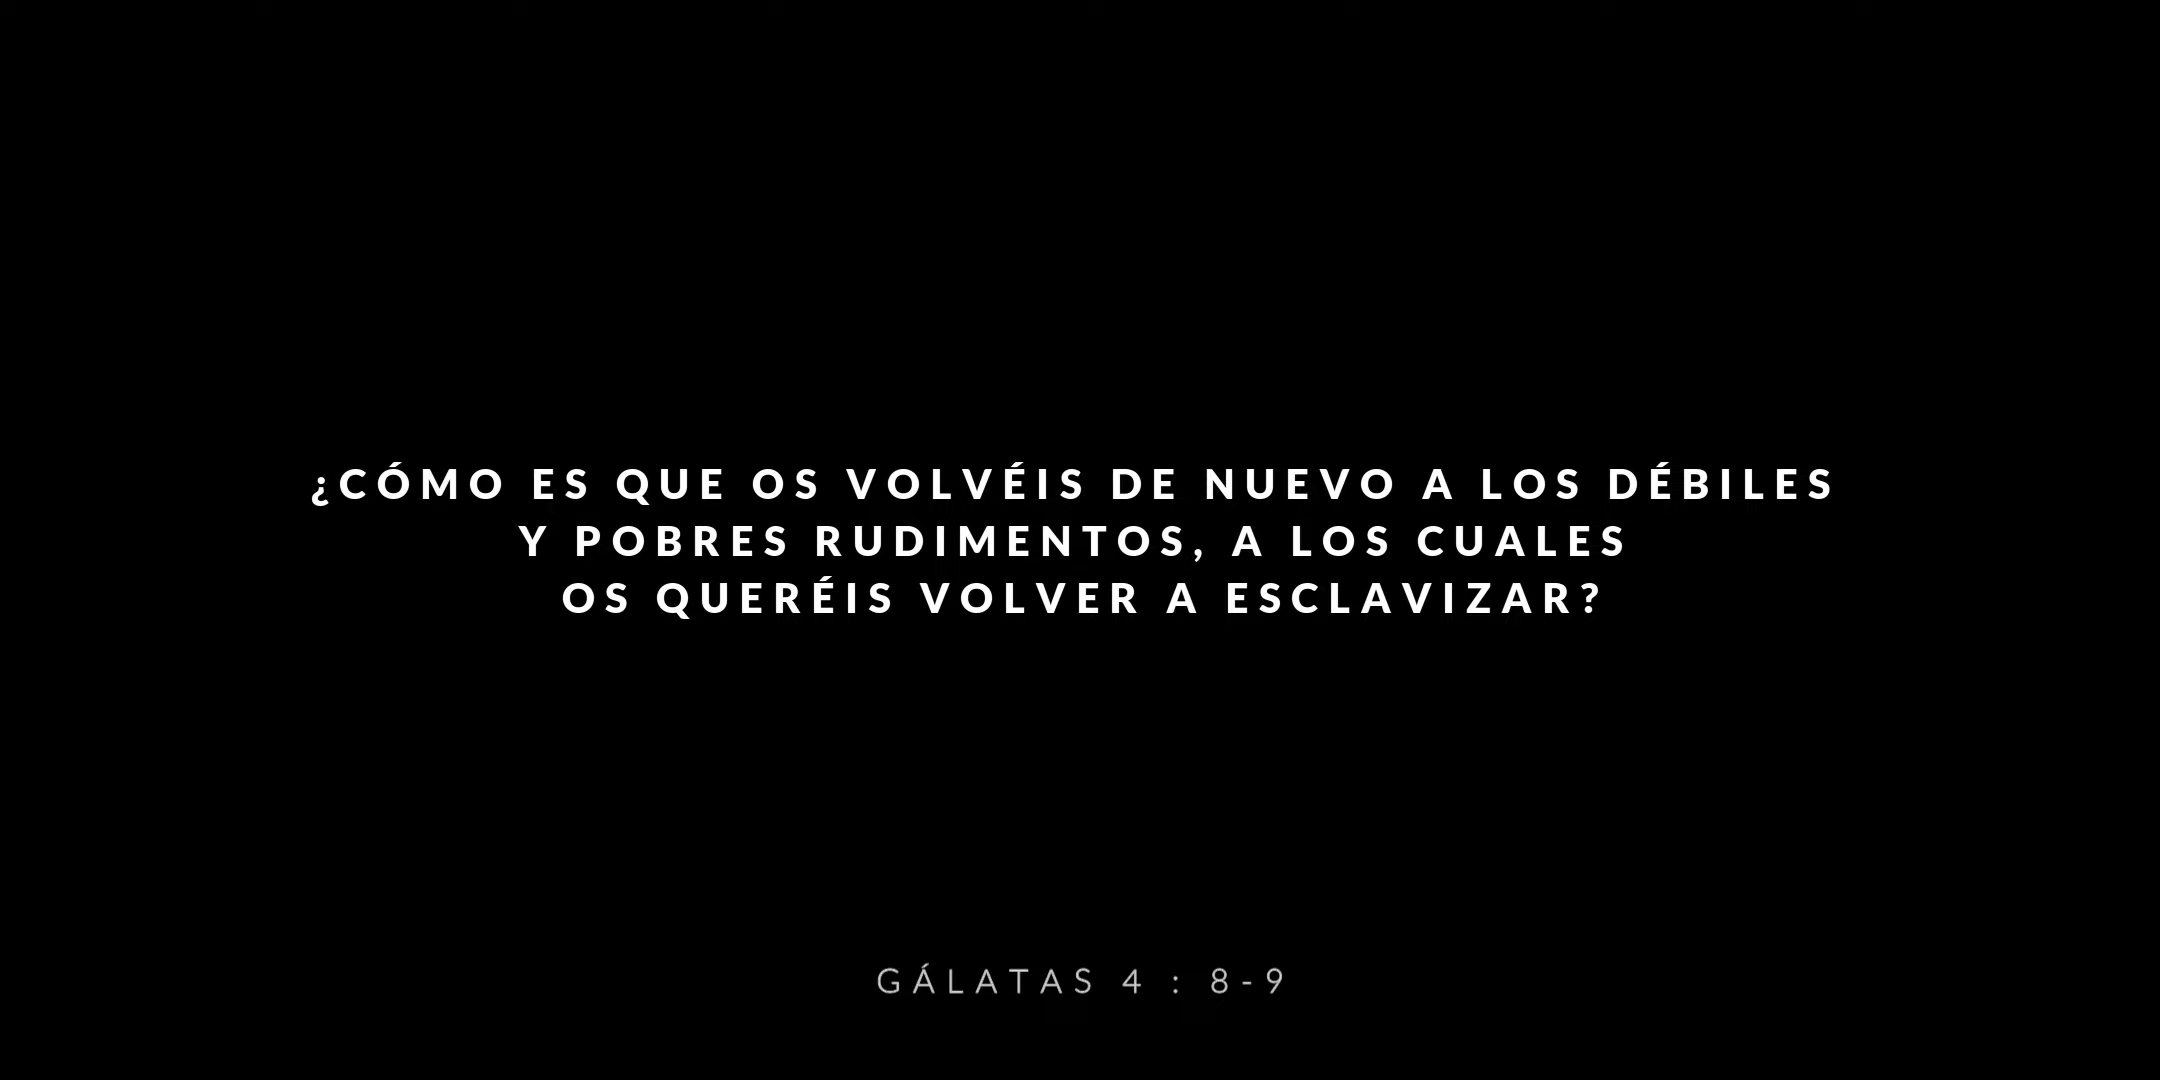 ¿CÓMO ES QUE OS VOLVÉIS DE NUEVO A LOS DÉBILES
Y POBRES RUDIMENTOS, A LOS CUALES
OS QUERÉIS VOLVER A ESCLAVIZAR?
GÁLATAS 4 : 8-9